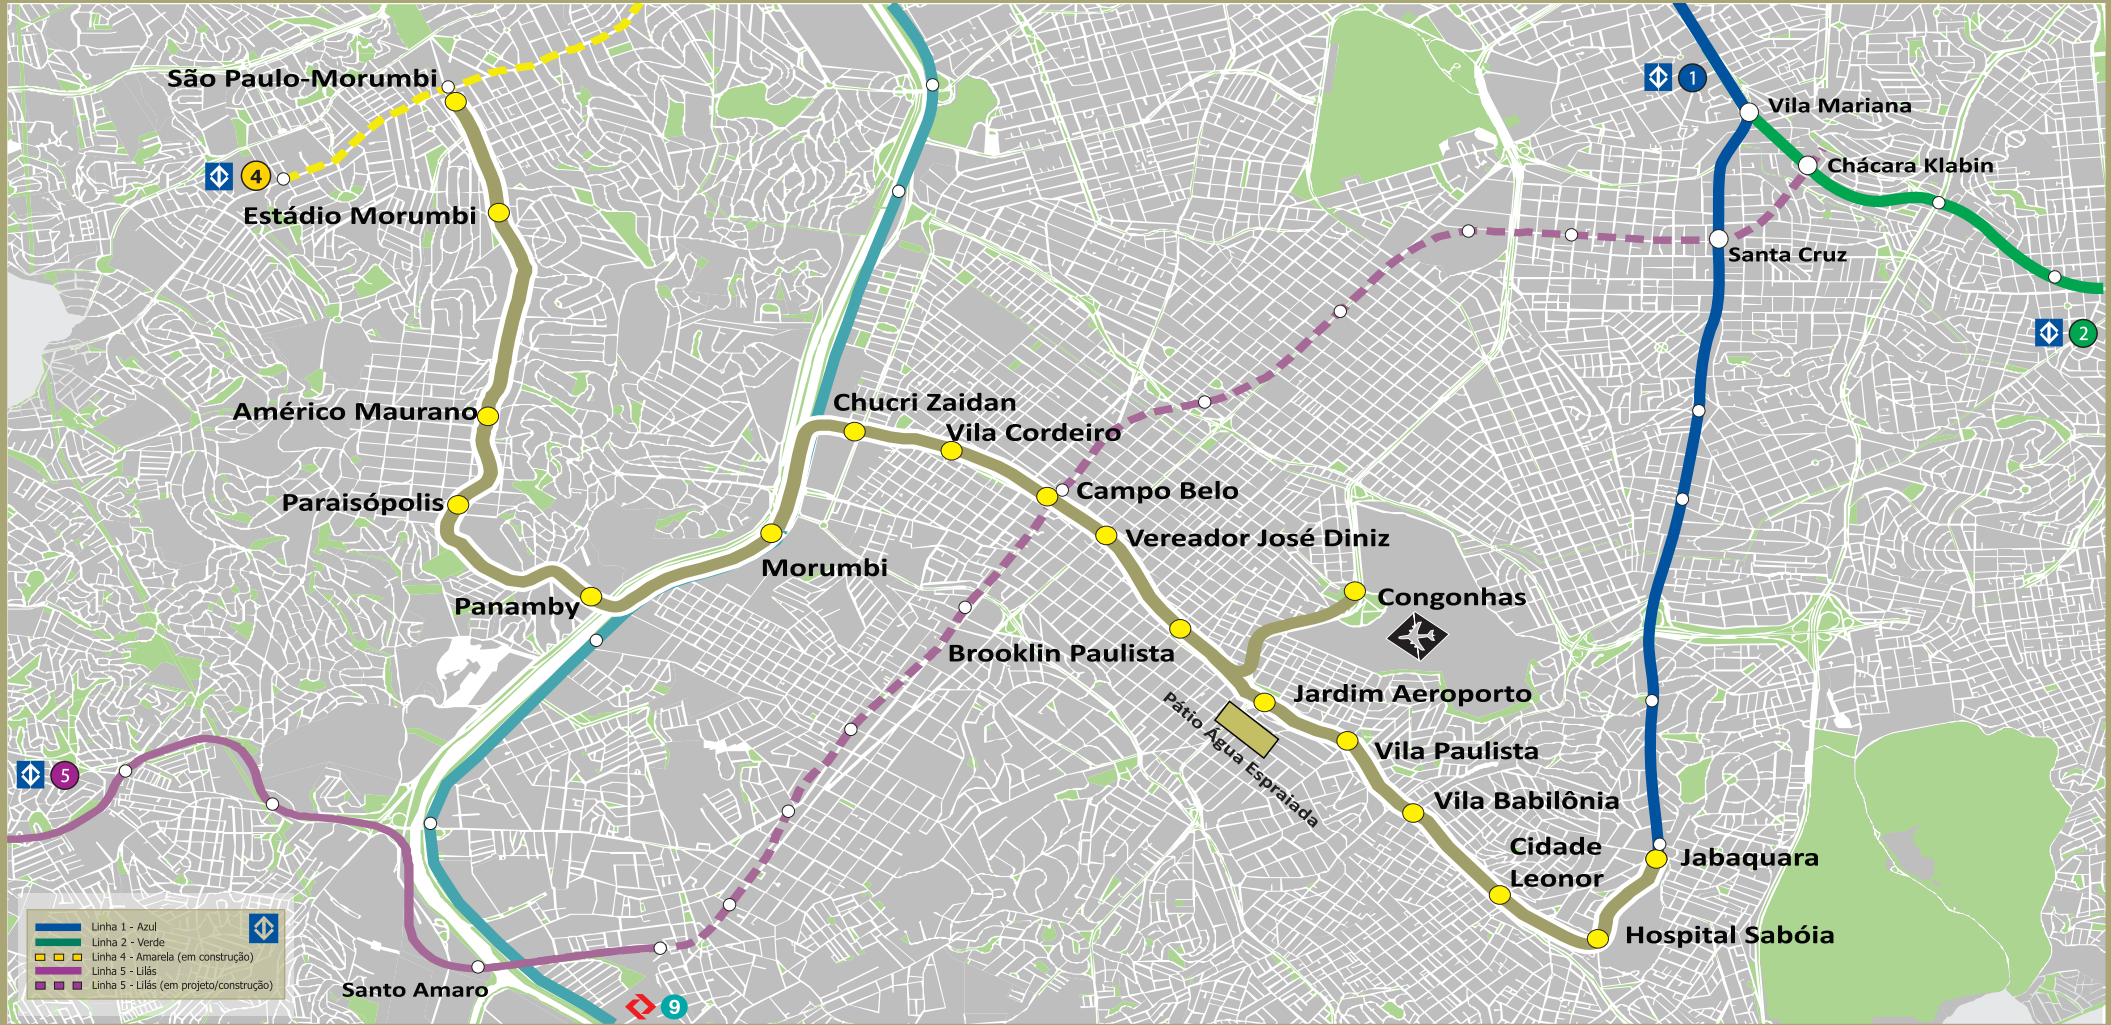 São Paulo-Morumbi
1
Vila Mariana
Chácara Klabin
4
Estádio Morumbi
Santa Cruz
2
Chucri Zaidan
Américo Maurano
Vila Cordeiro
Campo Belo
Paraisópolis
Vereador José Diniz
Morumbi
Congonhas
Panamby
Brooklin Paulista
Jardim Aeroporto
Pátio Água Espraiada
Vila Paulista
5
Vila Babilônia
Cidade
Leonor
Jabaquara
Hospital Sabóia
Linha 1 - Azul
Linha 2 - Verde
Linha 4 - Amarela (em construção)
Linha 5 - Lilás
Linha 5 - Lilás (em projeto/construção)
Santo Amaro
9